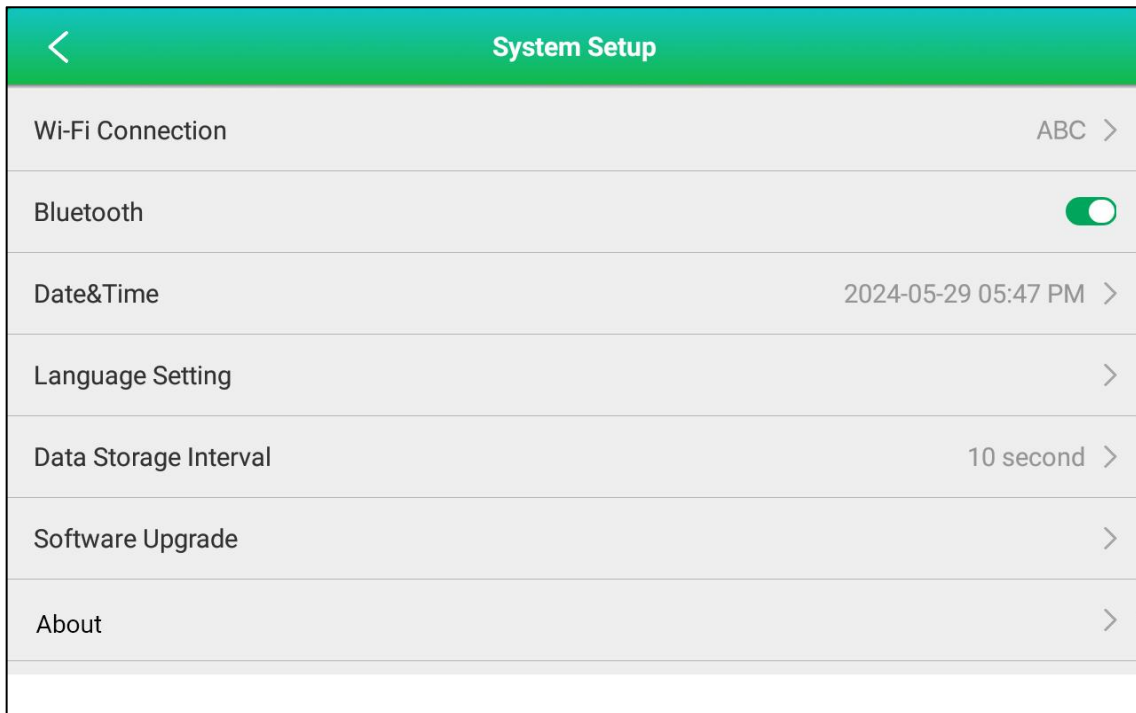 System Setup
Wi-Fi Connection ABC
Bluetooth
Date&Time 2024-05-29 05:47 PM
Language Setting
Data Storage Interval 10 second
Software Upgrade
About